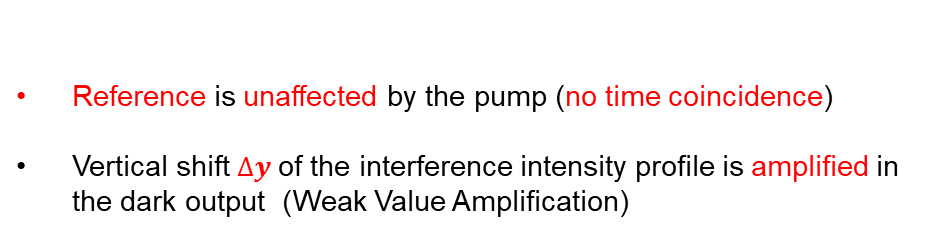 • Reference is unaffected by the pump (no time coincidence)
• Vertical shift Δy of the interference intensity profile is amplified in
the dark output (Weak Value Amplification)